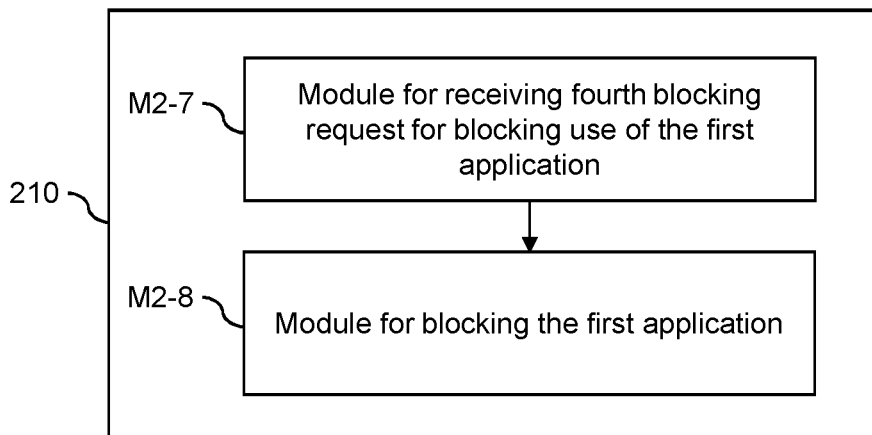 M2-7
Module for receiving fourth blocking
request for blocking use of the first
application
210
M2-8
Module for blocking the first application